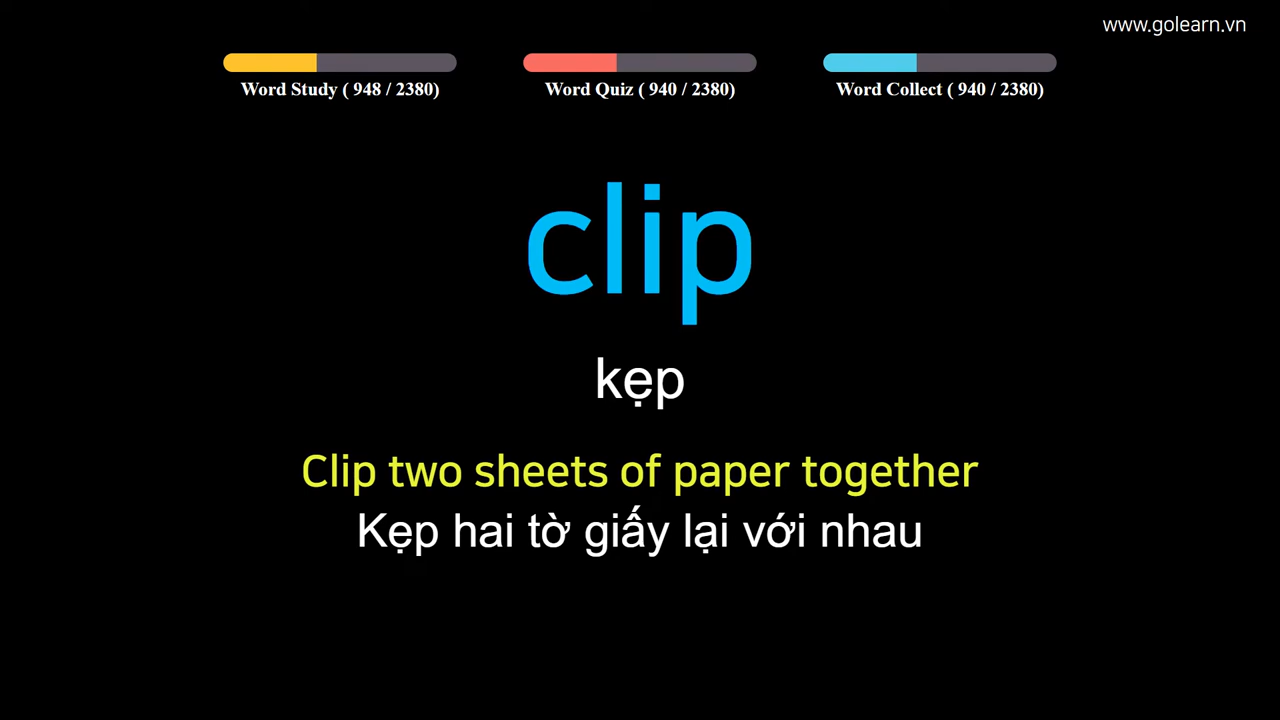 www.golearn.vn
Word Study ( 948 / 2380)
Word Quiz ( 940 / 2380)
Word Collect ( 940 / 2380)
clip
kẹp
Clip two sheets of paper together
Kẹp hai tờ giấy lại với nhau